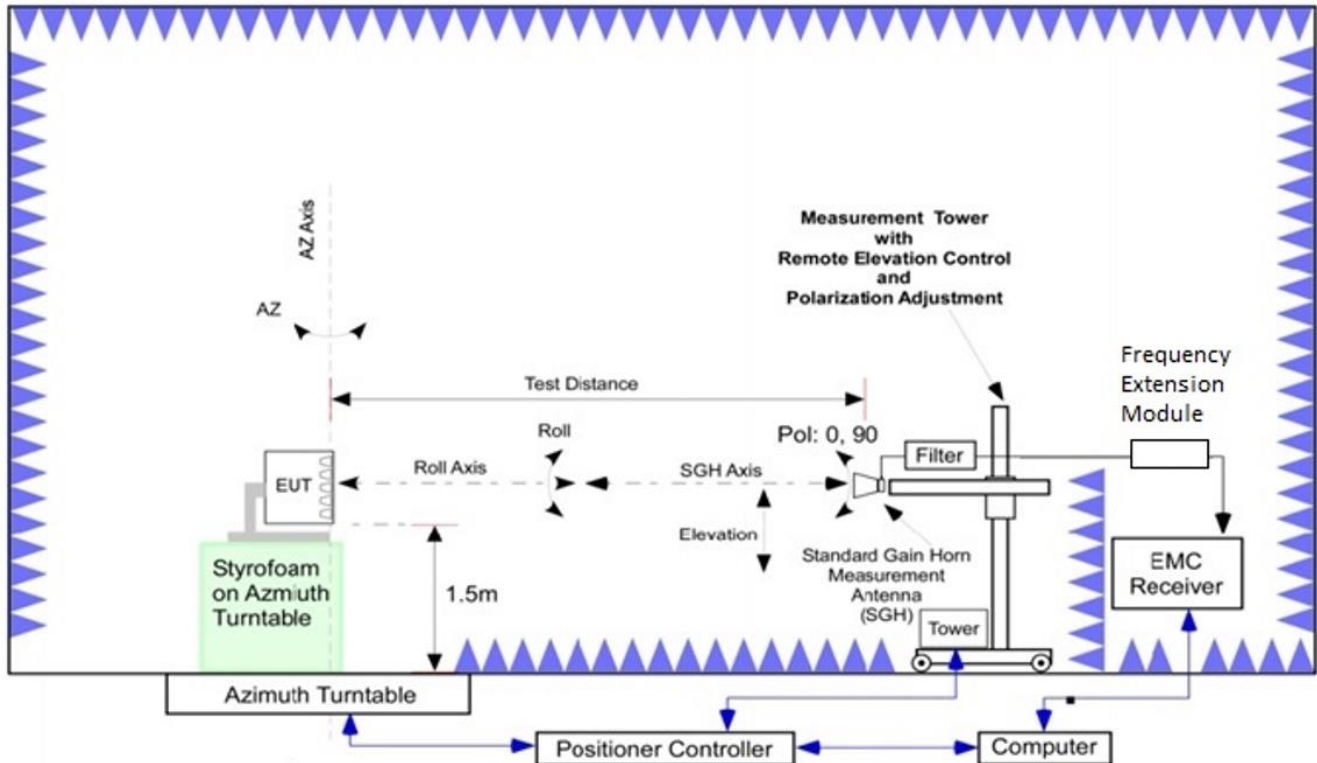 AZ Axis
AZ
Measurement Tower
with
Remote Elevation Control
and
Polarization Adjustment
Frequency
Extension
Module
Test Distance
Roll
Pol: 0, 90
Filter
EUT
Roll Axis
SGH Axis
Elevation
1.5m
Standard Gain Horn
Measurement
Antenna
(SGH)
EMC
Receiver
Styrofoam
on Azmiuth
Turntable
Tower
Azimuth Turntable
Positioner Controller
Computer